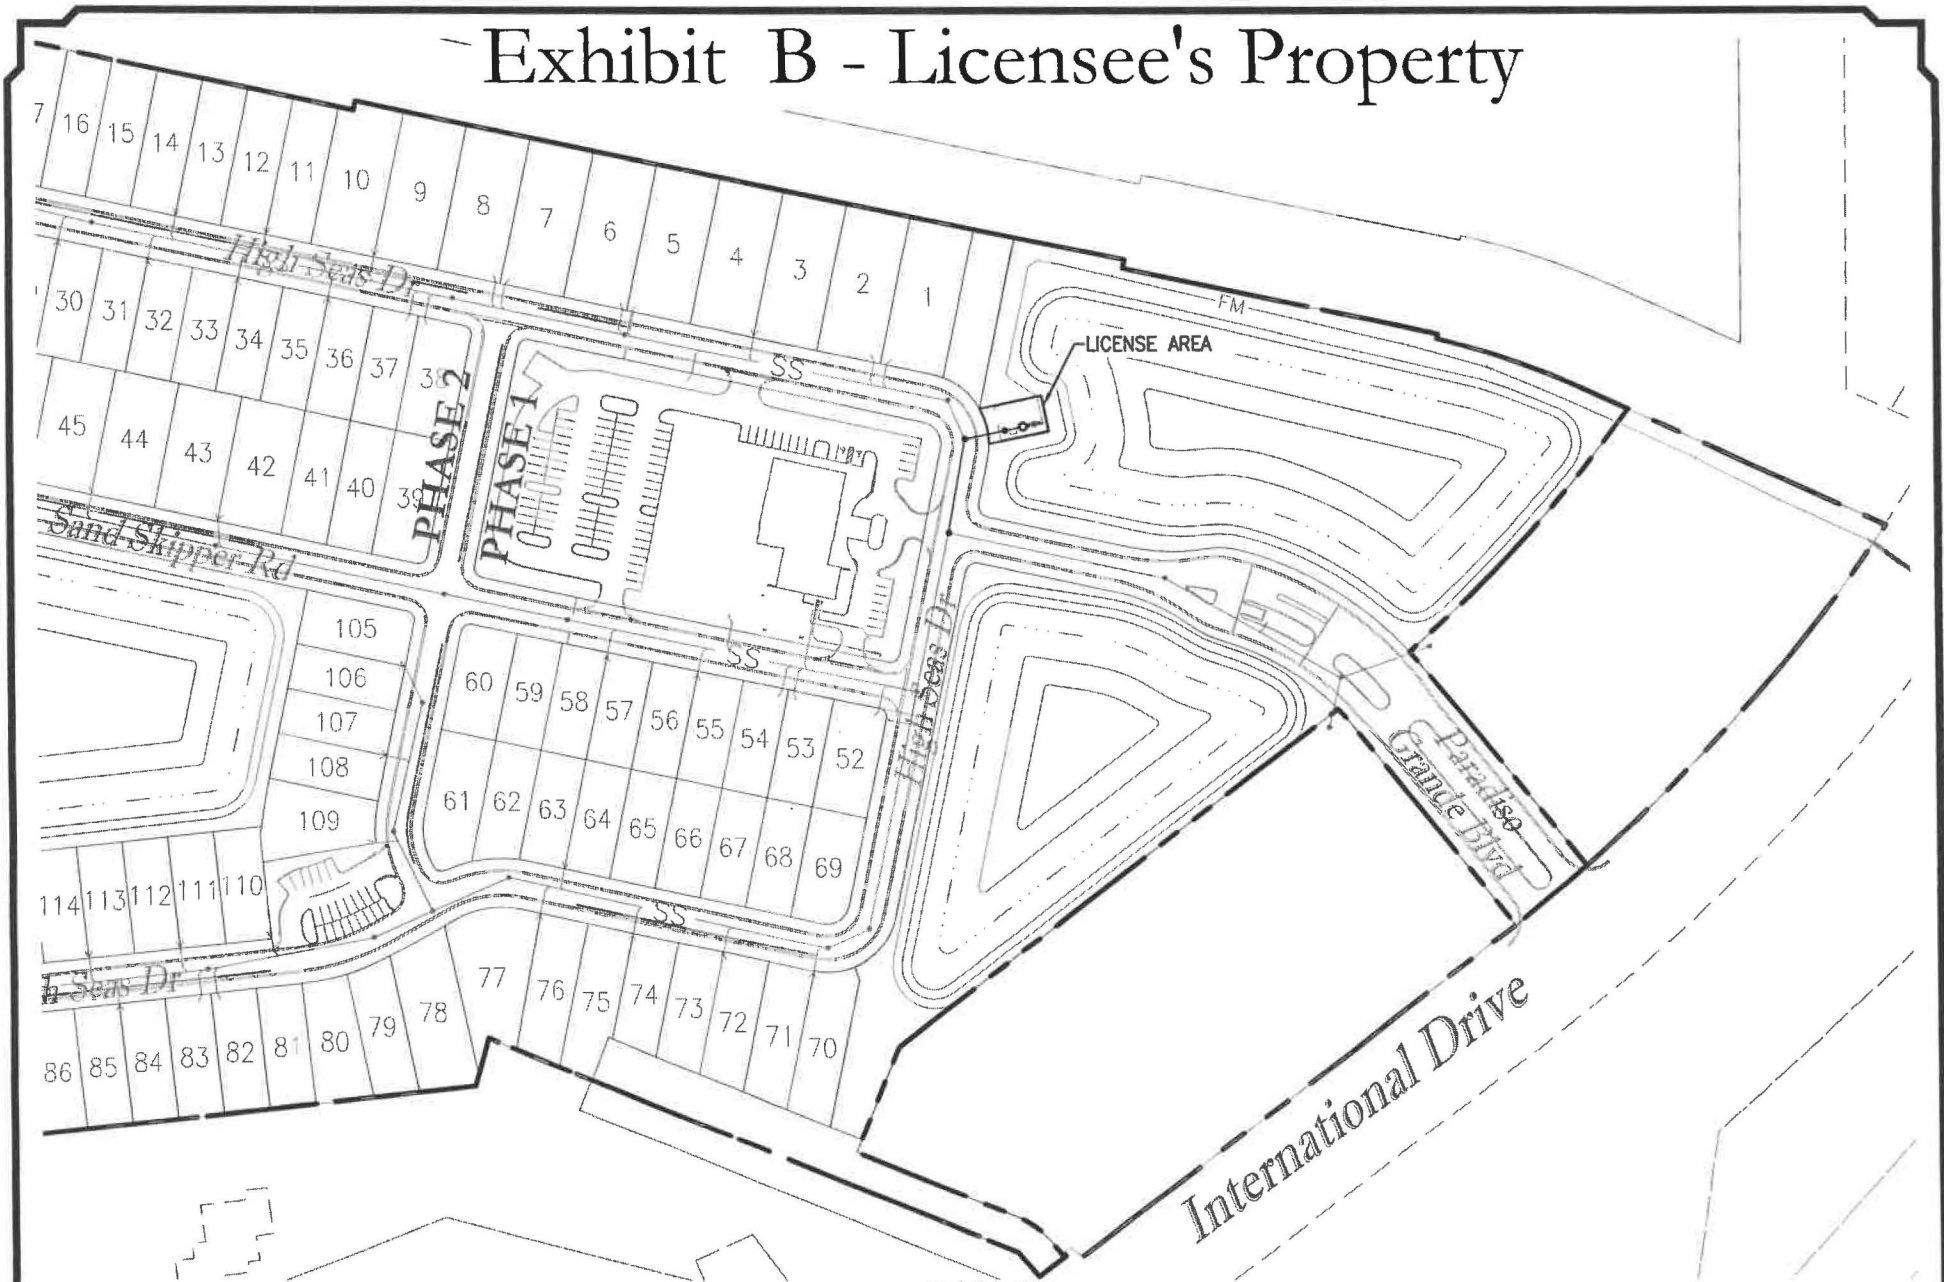 Exhibit B - Licensee's Property
7 16 15 14 13 12 11 10 9 8 7 6 5 4 3 2 1
High Seas Dr
FM
LICENSE AREA
30 31 32 33 34 35 36 37 38
SS
PHASE 2
PHASE 1
45 44 43 42 41 40 39
Sand Skipper Rd
105
106
107
108
109
SS
60 59 58 57 56 55 54 53 52
High Seas Dr
61 62 63 64 65 66 67 68 69
Paradiso
Grande Blvd
114 113 112 111 110
SS
h Seas Dr
77 76 75 74 73 72 71 70
86 85 84 83 82 81 80 79 78
International Drive